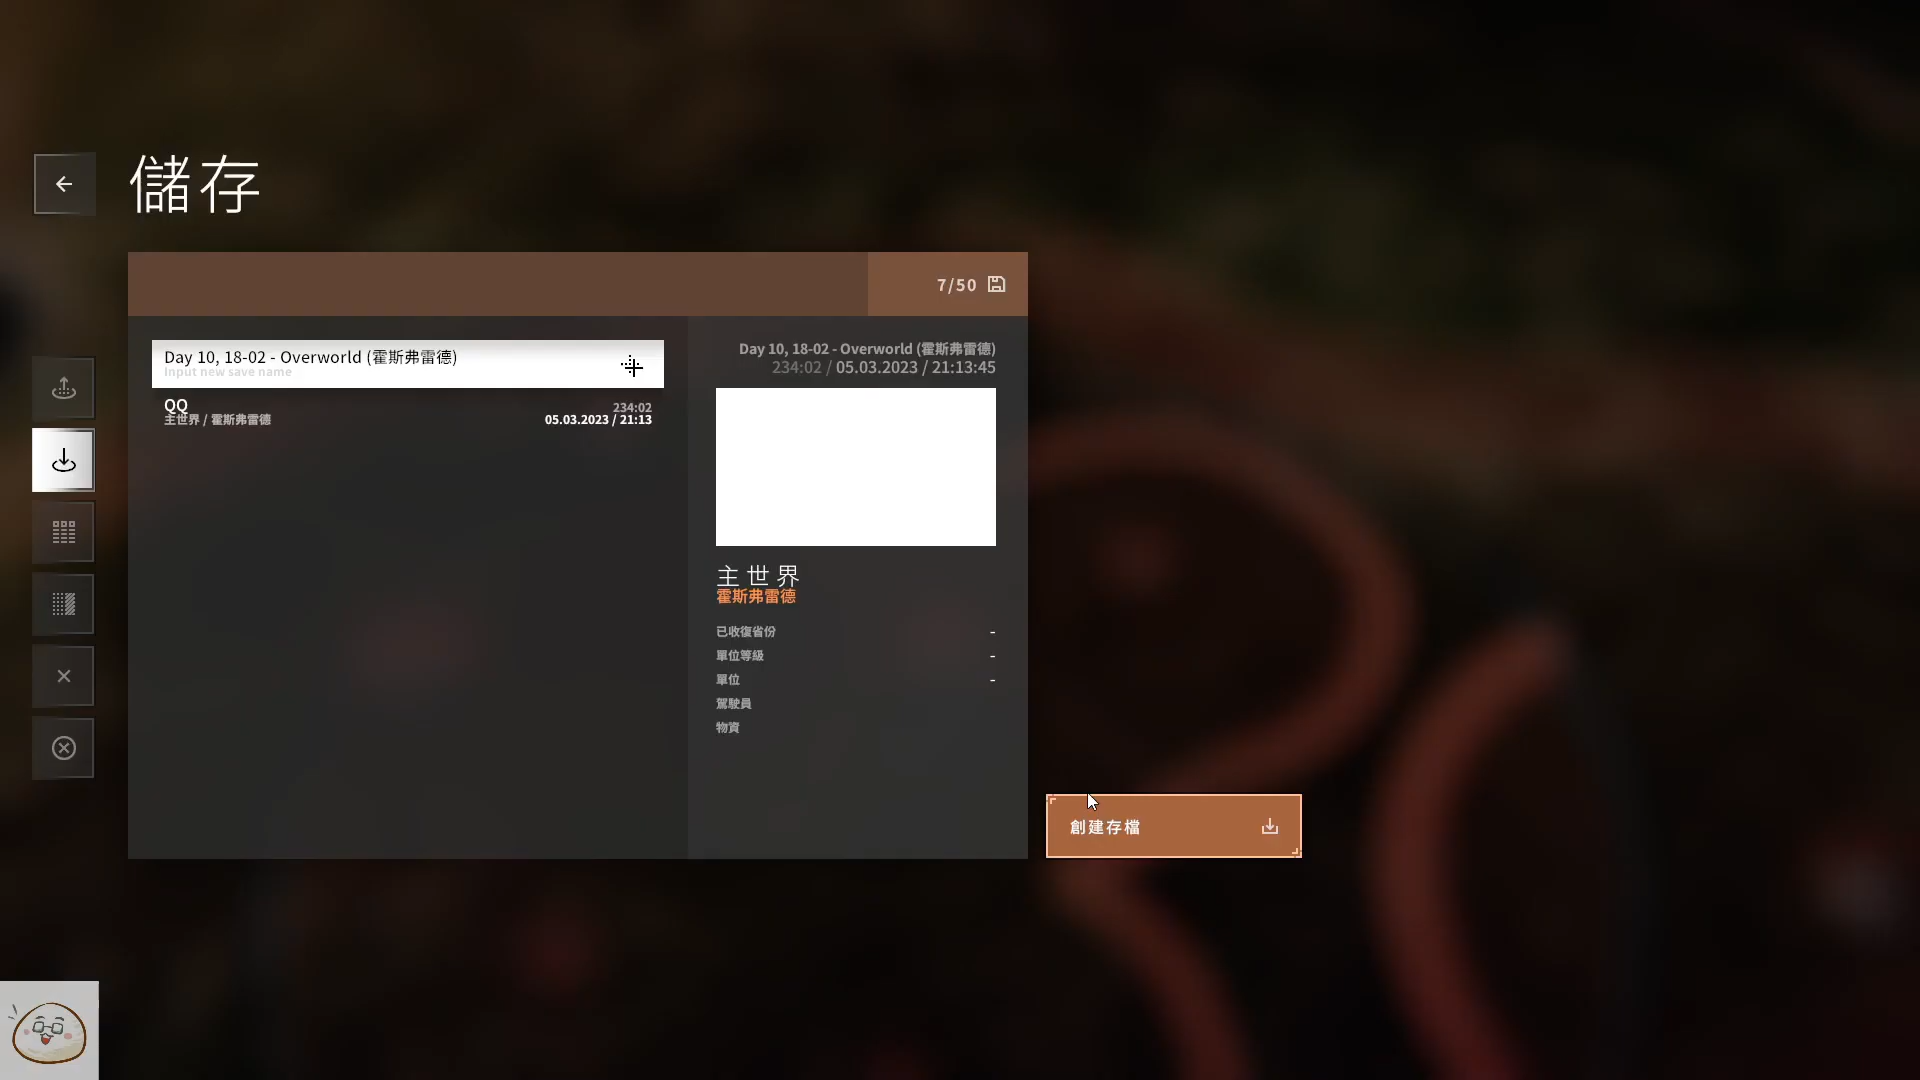 儲存
7/50
Day 10, 18-02 - Overworld (霍斯弗雷德)
Input new save name
QQ
234:02
主世界 / 霍斯弗雷德
05.03.2023 / 21:13
Day 10, 18-02 - Overworld (霍斯弗雷德)
234:02 / 05.03.2023 / 21:13:45
主世界
霍斯弗雷德
已收復省份 -
單位等級 -
單位 -
駕駛員
物資
創建存檔